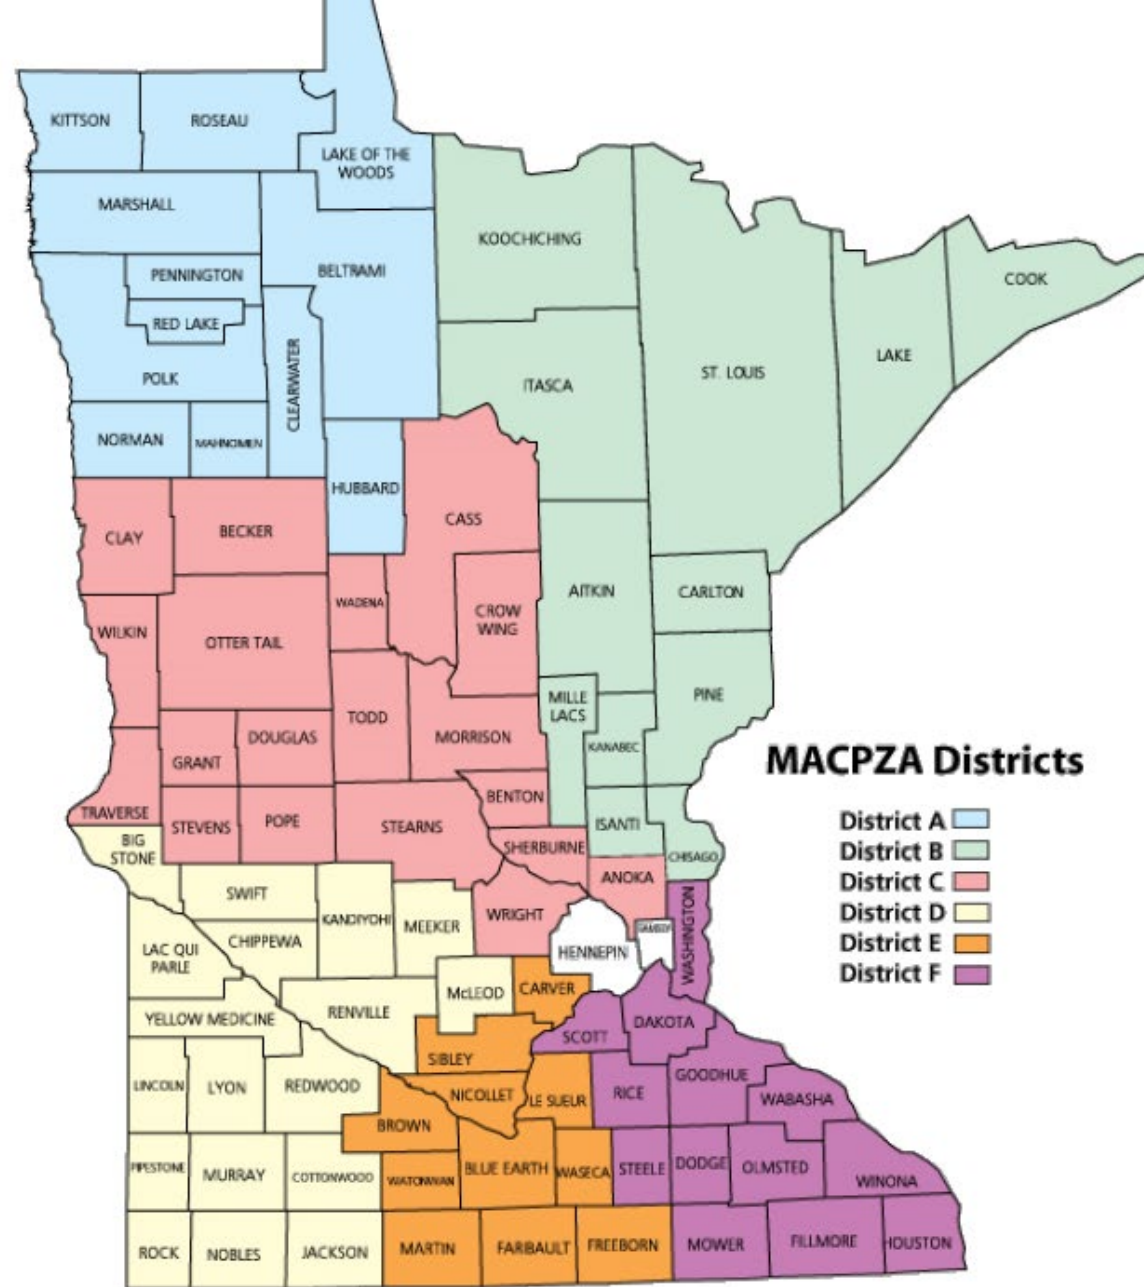 KITTSON
ROSEAU
LAKE OF THE
WOODS
MARSHALL
KOOCHICHING
PENNINGTON
BELTRAMI
COOK
RED LAKE
LAKE
POLK
CLEARWATER
ITASCA
ST. LOUIS
NORMAN
MAHNOMEN
HUBBARD
CASS
CLAY
BECKER
AITKIN
CARLTON
WADENA
CROW
WING
WILKIN
OTTER TAIL
MILLE
LACS
PINE
TODD
DOUGLAS
MORRISON
KANABEC
GRANT
MACPZA Districts
BENTON
TRAVERSE
STEVENS
POPE
STEARNS
ISANTI
District A
BIG
STONE
SHERBURNE
CHISAGO
District B
ANOKA
District C
SWIFT
KANDIYOHI
MEEKER
WRIGHT
WASHINGTON
District D
CHIPPEWA
RAMSEY
District E
LAC QUI
PARLE
HENNEPIN
District F
McLEOD
CARVER
YELLOW MEDICINE
RENVILLE
SCOTT
DAKOTA
SIBLEY
LINCOLN
LYON
REDWOOD
NICOLLET
LE SUEUR
RICE
GOODHUE
WABASHA
BROWN
PIPESTONE
MURRAY
COTTONWOOD
WATONWAN
BLUE EARTH
WASECA
STEELE
DODGE
OLMSTED
WINONA
ROCK
NOBLES
JACKSON
MARTIN
FARIBAULT
FREEBORN
MOWER
FILLMORE
HOUSTON